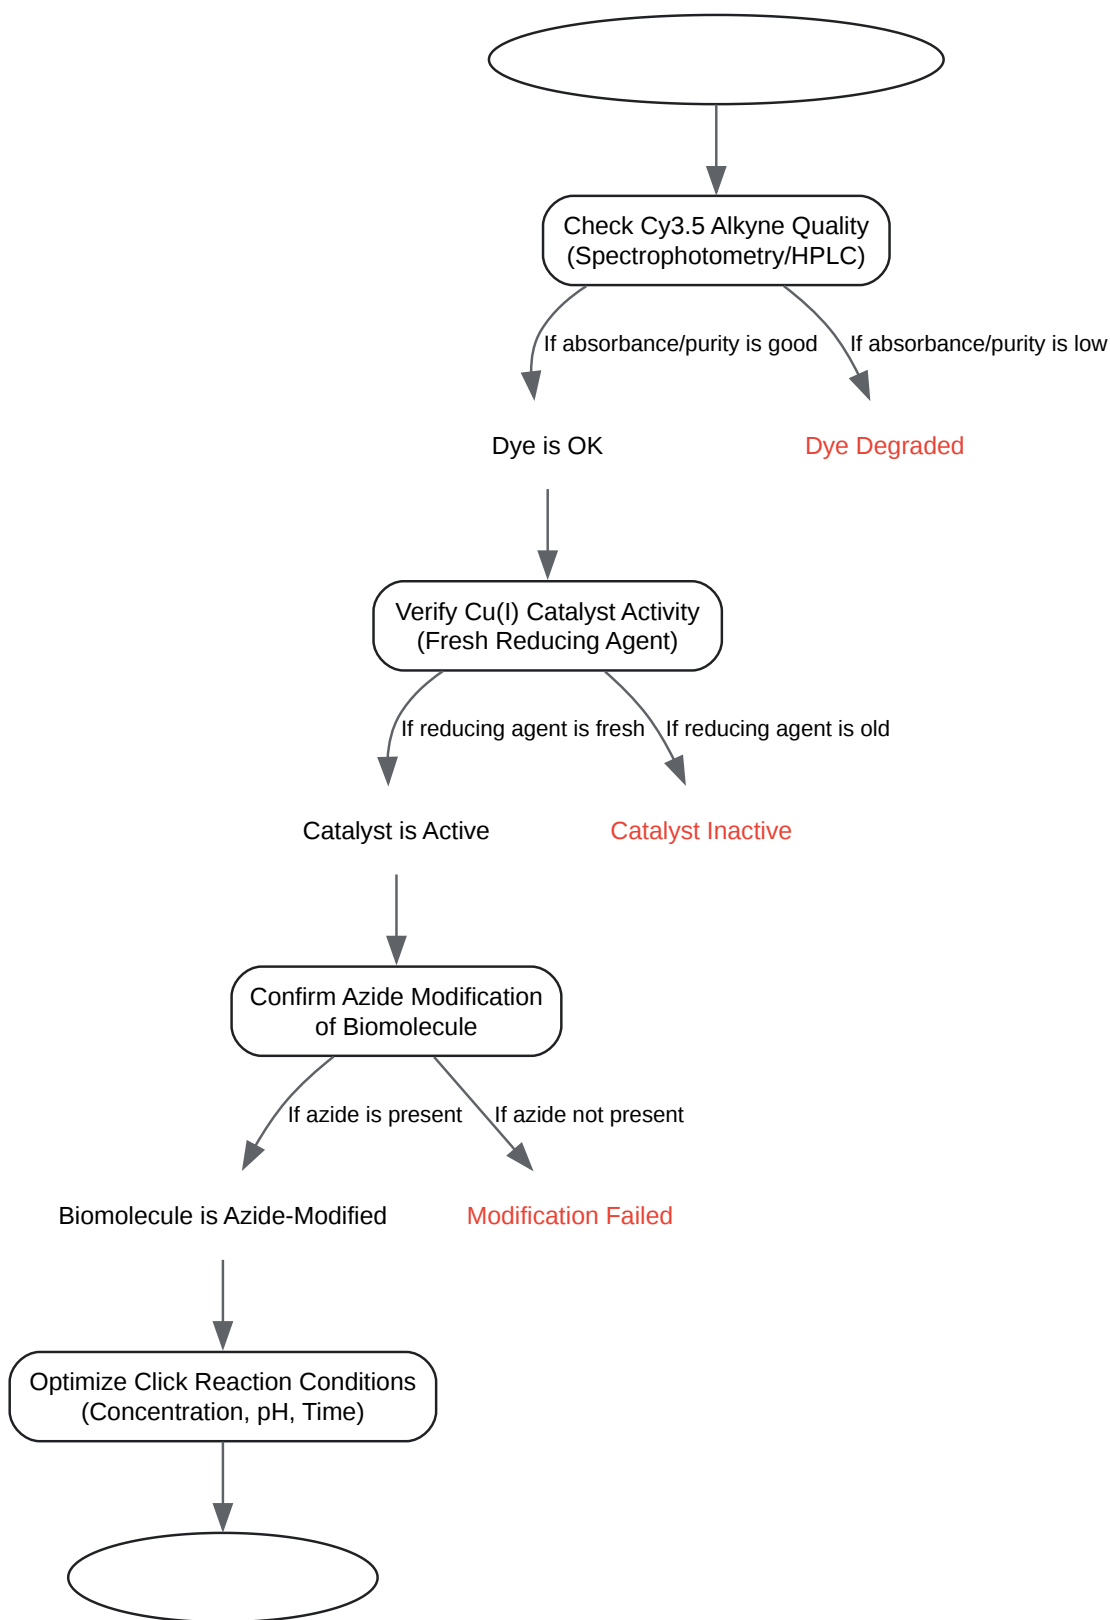 Check Cy3.5 Alkyne Quality
(Spectrophotometry/HPLC)
If absorbance/purity is good
If absorbance/purity is low
Dye is OK
Dye Degraded
Verify Cu(I) Catalyst Activity
(Fresh Reducing Agent)
If reducing agent is fresh
If reducing agent is old
Catalyst is Active
Catalyst Inactive
Confirm Azide Modification
of Biomolecule
If azide is present
If azide not present
Biomolecule is Azide-Modified
Modification Failed
Optimize Click Reaction Conditions
(Concentration, pH, Time)